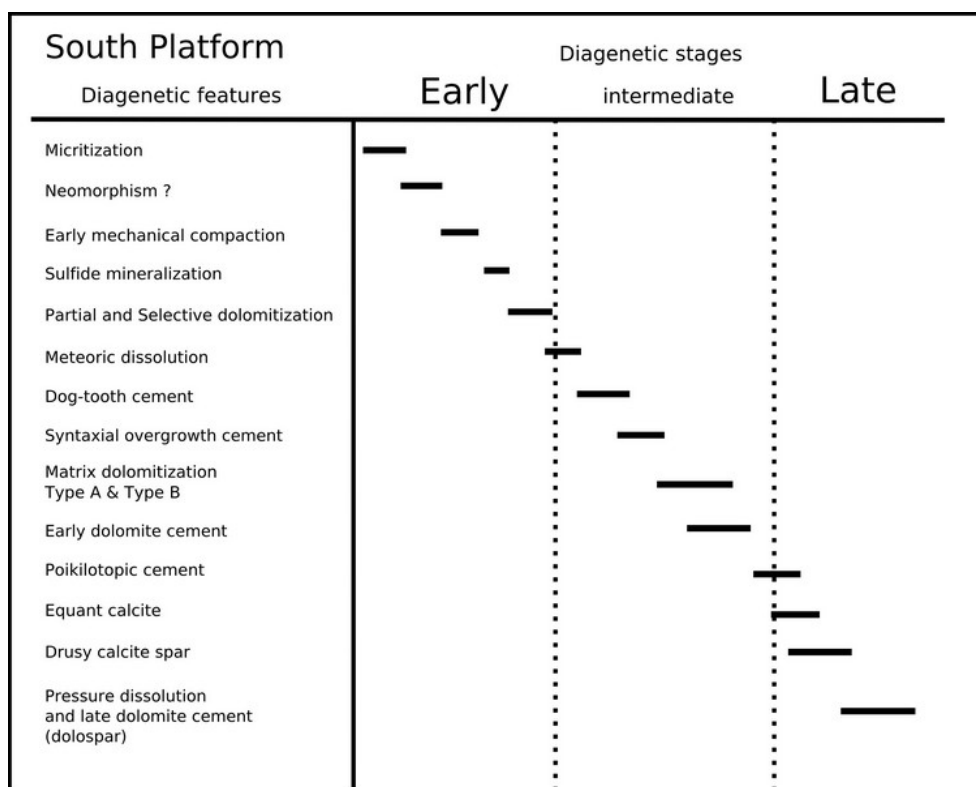 South Platform
Diagenetic stages
Diagenetic features
Early
intermediate
Late
Micritization
Neomorphism ?
Early mechanical compaction
Sulfide mineralization
Partial and Selective dolomitization
Meteoric dissolution
Dog-tooth cement
Syntaxial overgrowth cement
Matrix dolomitization
Type A & Type B
Early dolomite cement
Poikilotopic cement
Equant calcite
Drusy calcite spar
Pressure dissolution
and late dolomite cement
(dolospar)